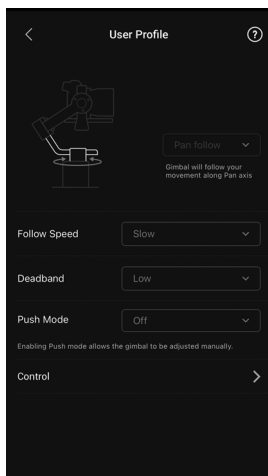 User Profile
?
Pan follow
Gimbal will follow your
movement along Pan axis
Follow Speed
Slow
Deadband
Low
Push Mode
Off
Enabling Push mode allows the gimbal to be adjusted manually.
Control